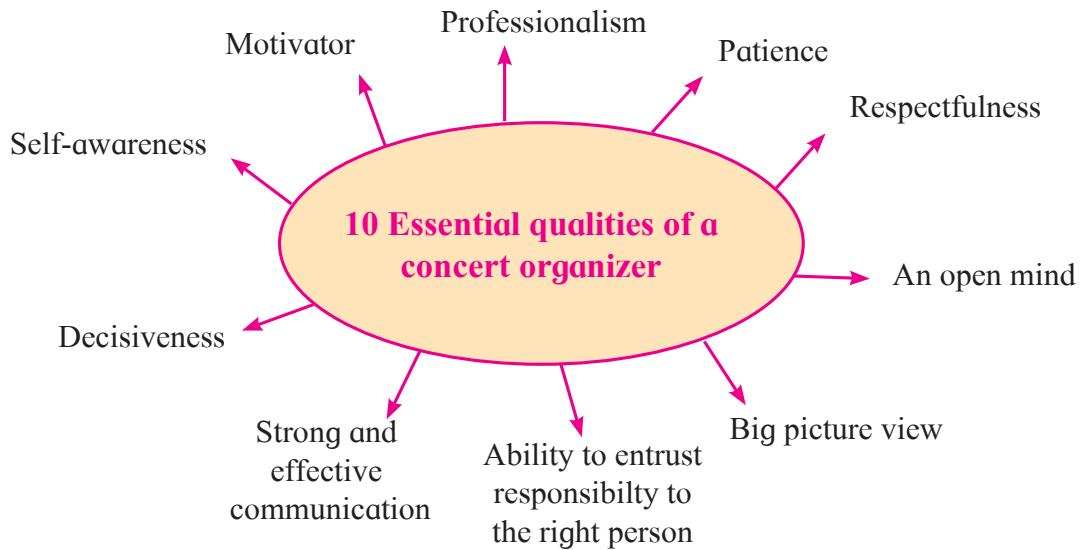 Professionalism
Motivator
Patience
Respectfulness
Self-awareness
10 Essential qualities of a
concert organizer
An open mind
Decisiveness
Big picture view
Strong and
effective
communication
Ability to entrust
responsibilty to
the right person